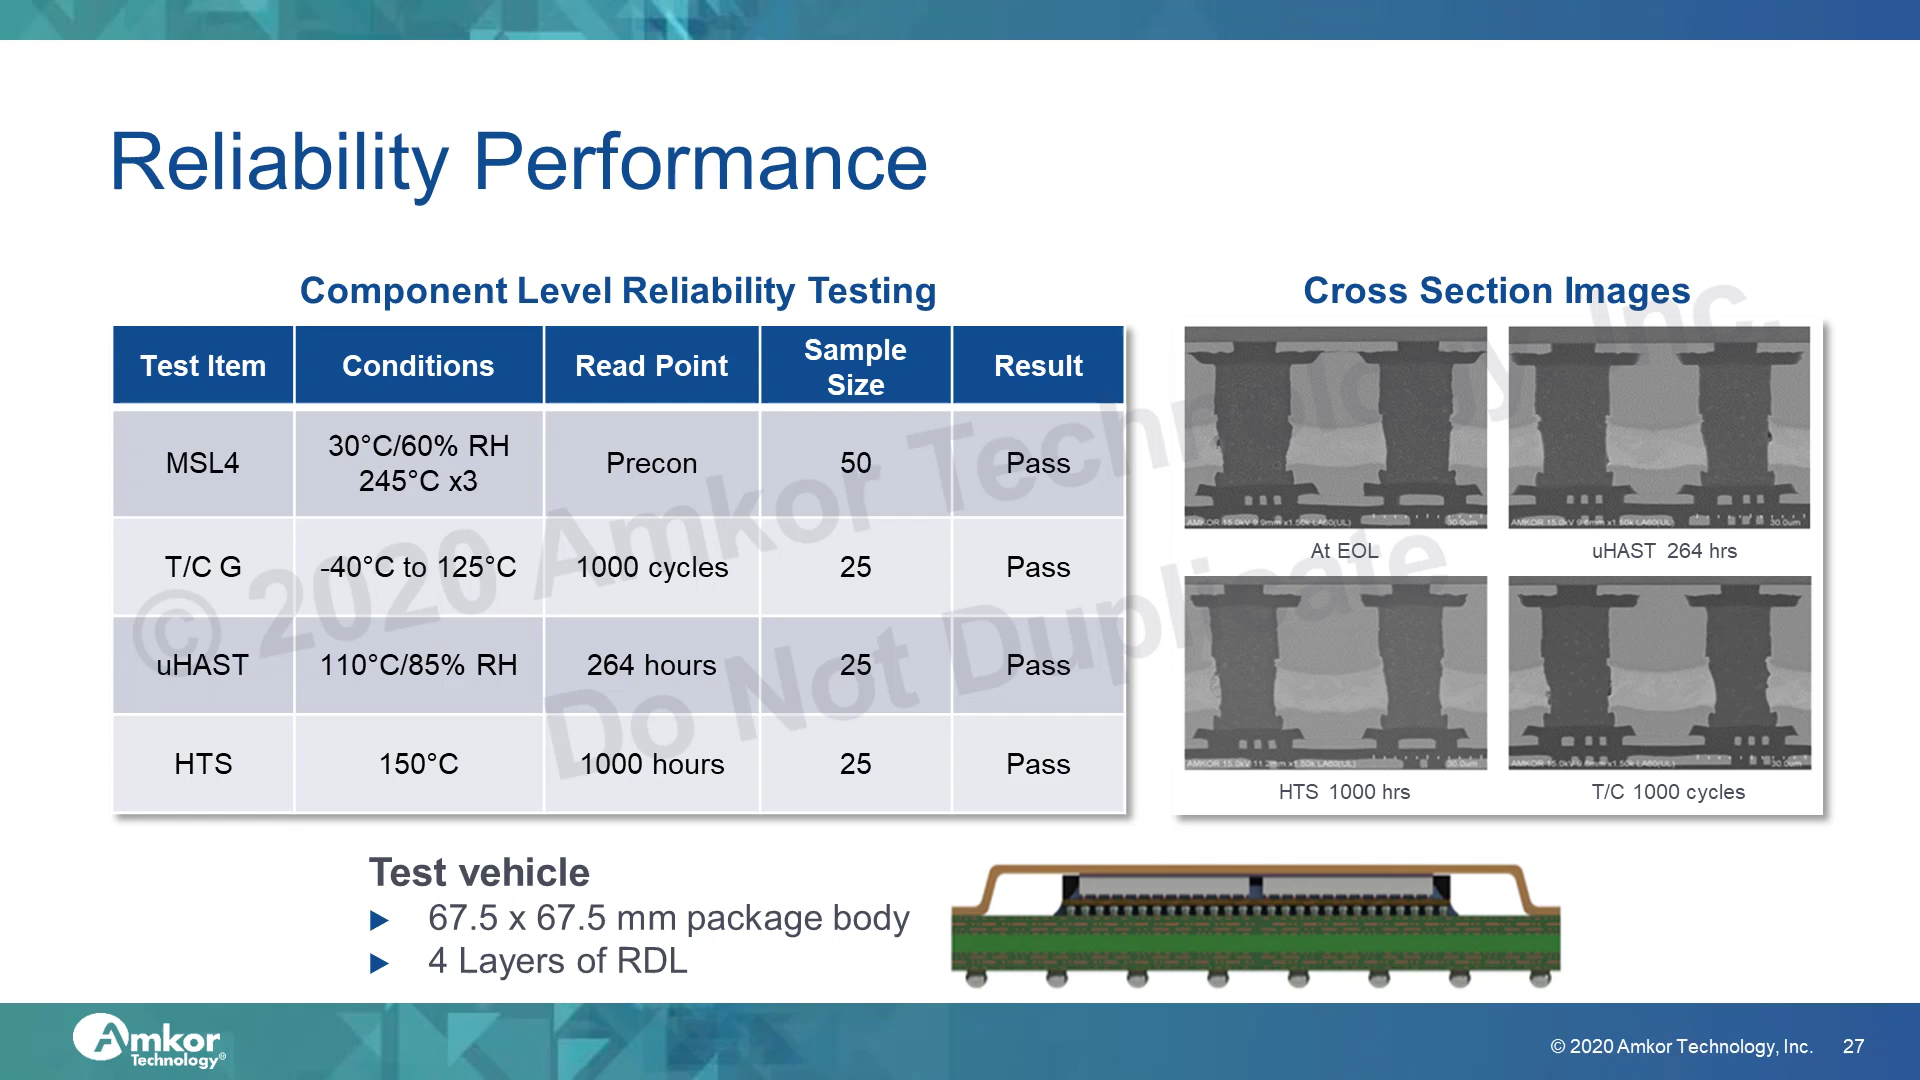 Reliability Performance
Component Level Reliability Testing
Test Item Conditions Read Point Sample Size Result
MSL4 30°C/60% RH 245°C x3 Precon 50 Pass
T/C G -40°C to 125°C 1000 cycles 25 Pass
uHAST 110°C/85% RH 264 hours 25 Pass
HTS 150°C 1000 hours 25 Pass
Cross Section Images
At EOL
uHAST 264 hrs
HTS 1000 hrs
T/C 1000 cycles
© 2020 Amkor Technology, Inc.
Do Not Duplicate
Test vehicle
67.5 x 67.5 mm package body
4 Layers of RDL
Amkor
Technology®
© 2020 Amkor Technology, Inc. 27